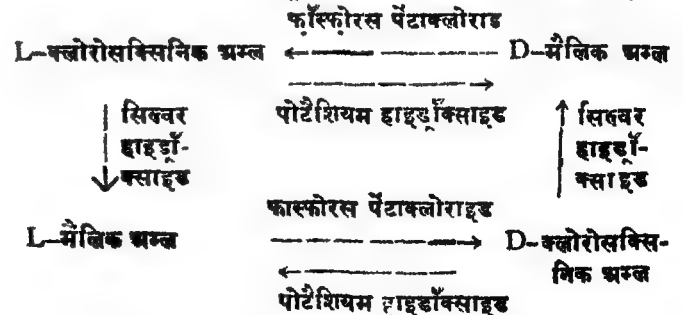 फ़ॉस्फ़ोरस पेंटाक्लोराड
L-क्लोरोसक्सिनिक अम्ल D-मैलिक अम्ल
पोटैशियम हाइड्रॉक्साइड
सिल्वर सिल्वर
हाइड्रॉ- हाइड्रॉ-
क्साइड क्साइड
फास्फोरस पेंटाक्लोराइड
L-मैलिक अम्ल D-क्लोरोसक्सि-
निक अम्ल
पोटैशियम हाइडॉक्साइड